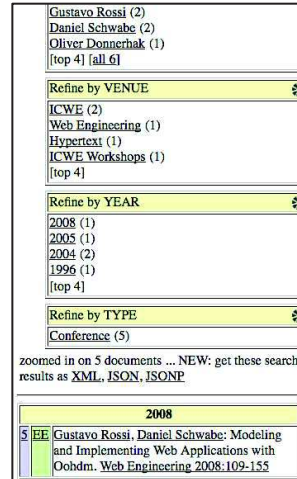 Gustavo Rossi (2)
Daniel Schwabe (2)
Oliver Donnerhak (1)
[top 4] [all 6]
Refine by VENUE
ICWE (2)
Web Engineering (1)
Hypertext (1)
ICWE Workshops (1)
[top 4]
Refine by YEAR
2008 (1)
2005 (1)
2004 (2)
1996 (1)
[top 4]
Refine by TYPE
Conference (5)
zoomed in on 5 documents ... NEW: get these search
results as XML, JSON, JSONP
2008
5 EE Gustavo Rossi, Daniel Schwabe: Modeling
and Implementing Web Applications with
Oohdm. Web Engineering 2008:109-155